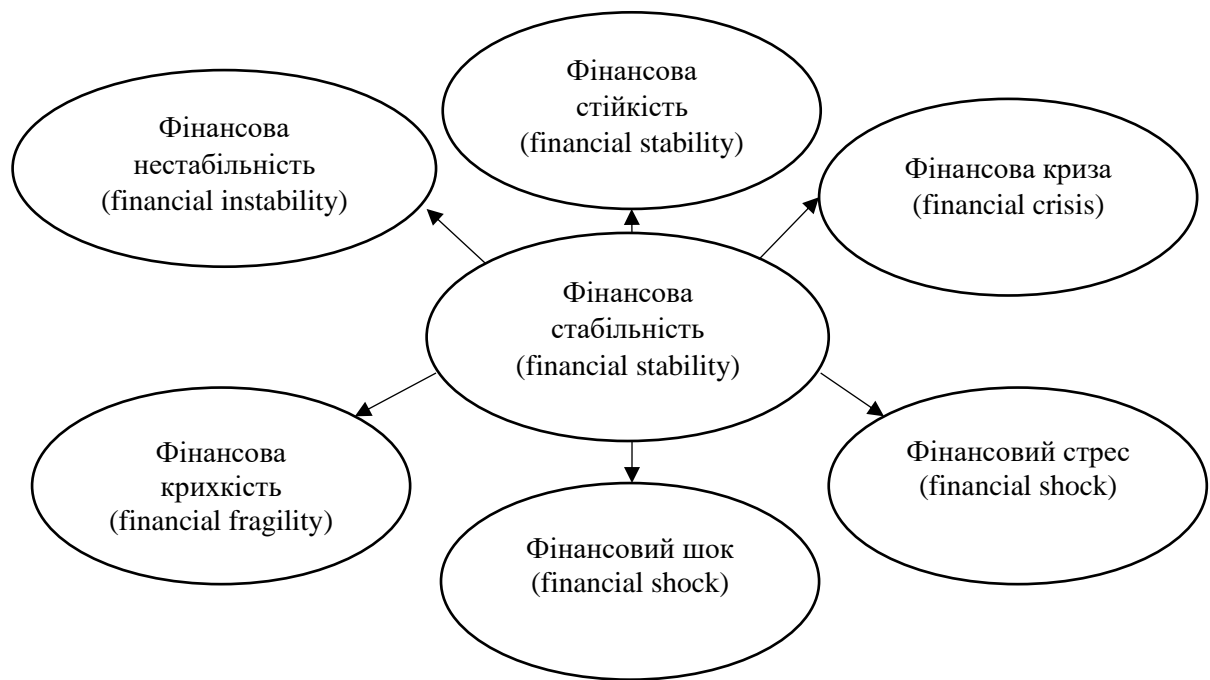 Фінансова
стійкість
(financial stability)
Фінансова
нестабільність
(financial instability)
Фінансова криза
(financial crisis)
Фінансова
стабільність
(financial stability)
Фінансова
крихкість
(financial fragility)
Фінансовий стрес
(financial shock)
Фінансовий шок
(financial shock)